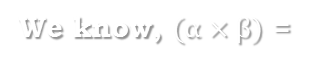 We know, (α × β) =